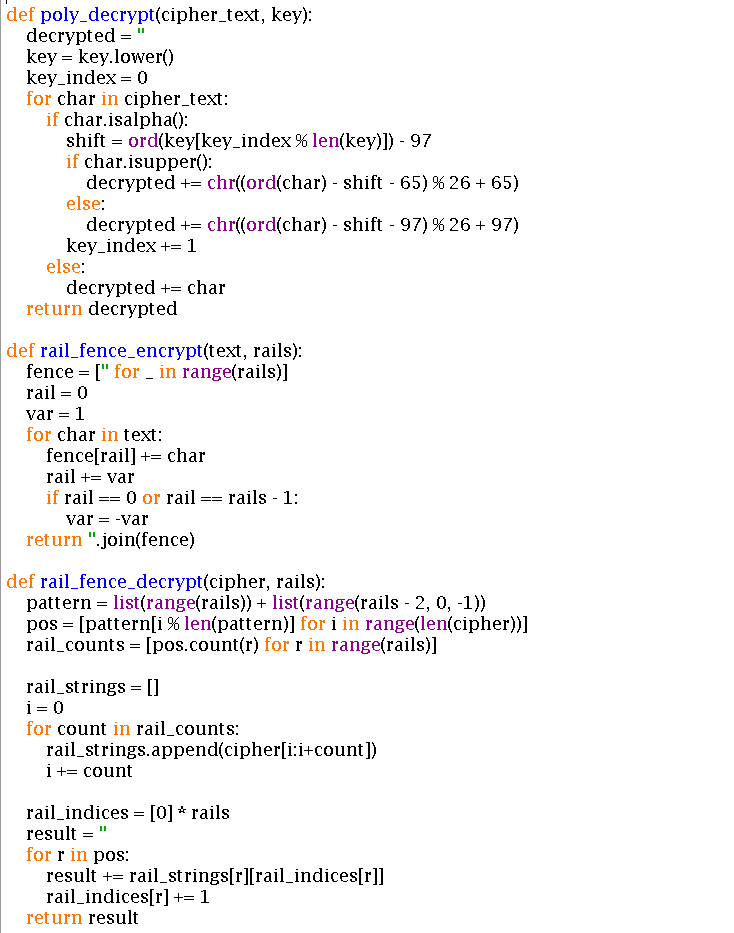 def poly_decrypt(cipher_text, key):
    decrypted = ''
    key = key.lower()
    key_index = 0
    for char in cipher_text:
        if char.isalpha():
            shift = ord(key[key_index % len(key)]) - 97
            if char.isupper():
                decrypted += chr((ord(char) - shift - 65) % 26 + 65)
            else:
                decrypted += chr((ord(char) - shift - 97) % 26 + 97)
            key_index += 1
        else:
            decrypted += char
    return decrypted

def rail_fence_encrypt(text, rails):
    fence = ['' for _ in range(rails)]
    rail = 0
    var = 1
    for char in text:
        fence[rail] += char
        rail += var
        if rail == 0 or rail == rails - 1:
            var = -var
    return ''.join(fence)

def rail_fence_decrypt(cipher, rails):
    pattern = list(range(rails)) + list(range(rails - 2, 0, -1))
    pos = [pattern[i % len(pattern)] for i in range(len(cipher))]
    rail_counts = [pos.count(r) for r in range(rails)]

    rail_strings = []
    i = 0
    for count in rail_counts:
        rail_strings.append(cipher[i:i+count])
        i += count

    rail_indices = [0] * rails
    result = ''
    for r in pos:
        result += rail_strings[r][rail_indices[r]]
        rail_indices[r] += 1
    return result